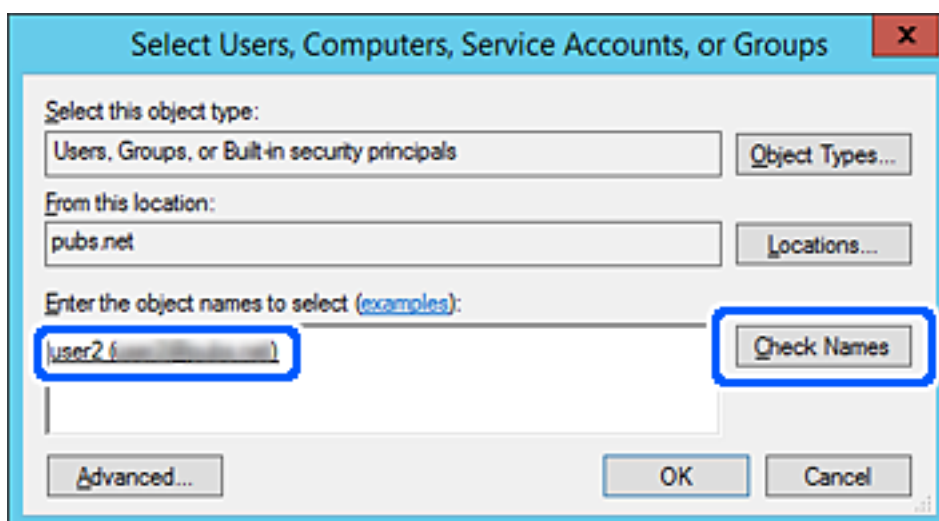 Select Users, Computers, Service Accounts, or Groups
x
Select this object type:
Users, Groups, or Built-in security principals
Object Types...
From this location:
pubs.net
Locations...
Enter the object names to select (examples):
user2 ( )
Check Names
Advanced...
OK
Cancel